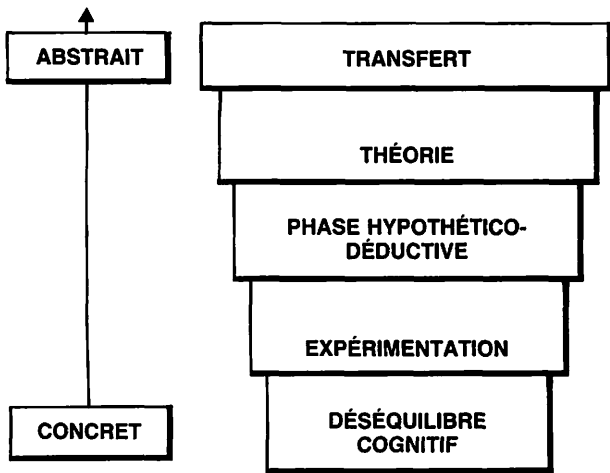 ABSTRAIT
TRANSFERT
THÉORIE
PHASE HYPOTHÉTICO-
DÉDUCTIVE
EXPÉRIMENTATION
CONCRET
DÉSÉQUILIBRE
COGNITIF